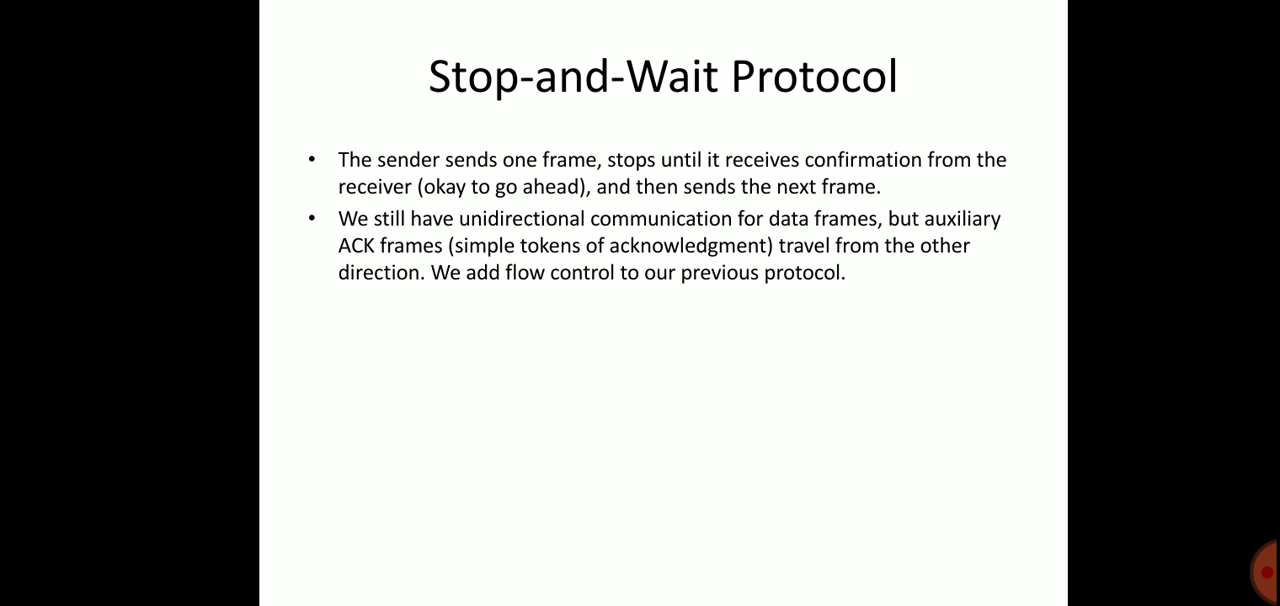 Stop-and-Wait Protocol
• The sender sends one frame, stops until it receives confirmation from the
receiver (okay to go ahead), and then sends the next frame.
• We still have unidirectional communication for data frames, but auxiliary
ACK frames (simple tokens of acknowledgment) travel from the other
direction. We add flow control to our previous protocol.